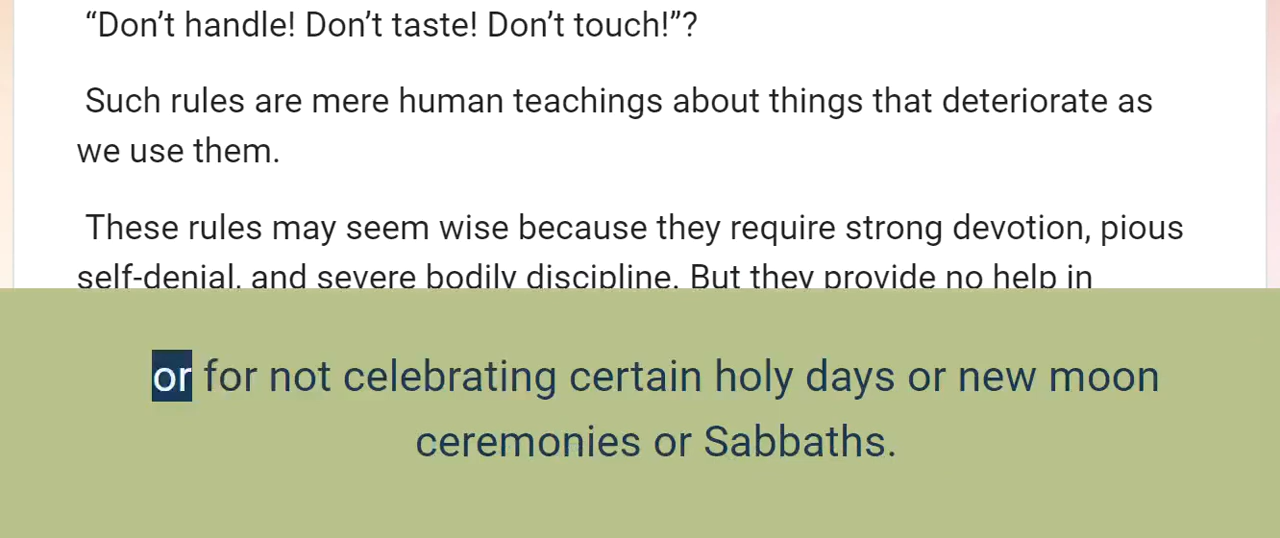 “Don’t handle! Don’t taste! Don’t touch!”?
Such rules are mere human teachings about things that deteriorate as
we use them.
These rules may seem wise because they require strong devotion, pious
self-denial, and severe bodily discipline. But they provide no help in
or for not celebrating certain holy days or new moon
ceremonies or Sabbaths.